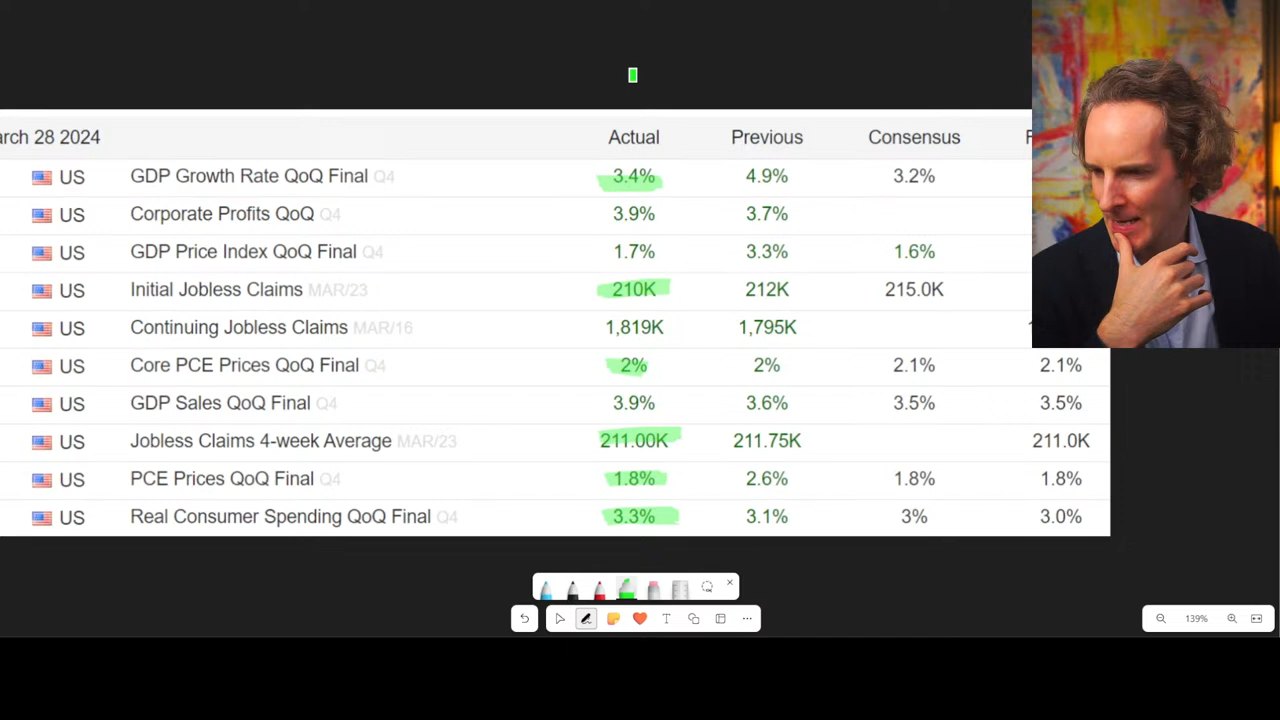 arch 28 2024 Actual Previous Consensus F
US GDP Growth Rate QoQ Final Q4 3.4% 4.9% 3.2%
US Corporate Profits QoQ Q4 3.9% 3.7%
US GDP Price Index QoQ Final Q4 1.7% 3.3% 1.6%
US Initial Jobless Claims MAR/23 210K 212K 215.0K
US Continuing Jobless Claims MAR/16 1,819K 1,795K
US Core PCE Prices QoQ Final Q4 2% 2% 2.1% 2.1%
US GDP Sales QoQ Final Q4 3.9% 3.6% 3.5% 3.5%
US Jobless Claims 4-week Average MAR/23 211.00K 211.75K 211.0K
US PCE Prices QoQ Final Q4 1.8% 2.6% 1.8% 1.8%
US Real Consumer Spending QoQ Final Q4 3.3% 3.1% 3% 3.0%
139%